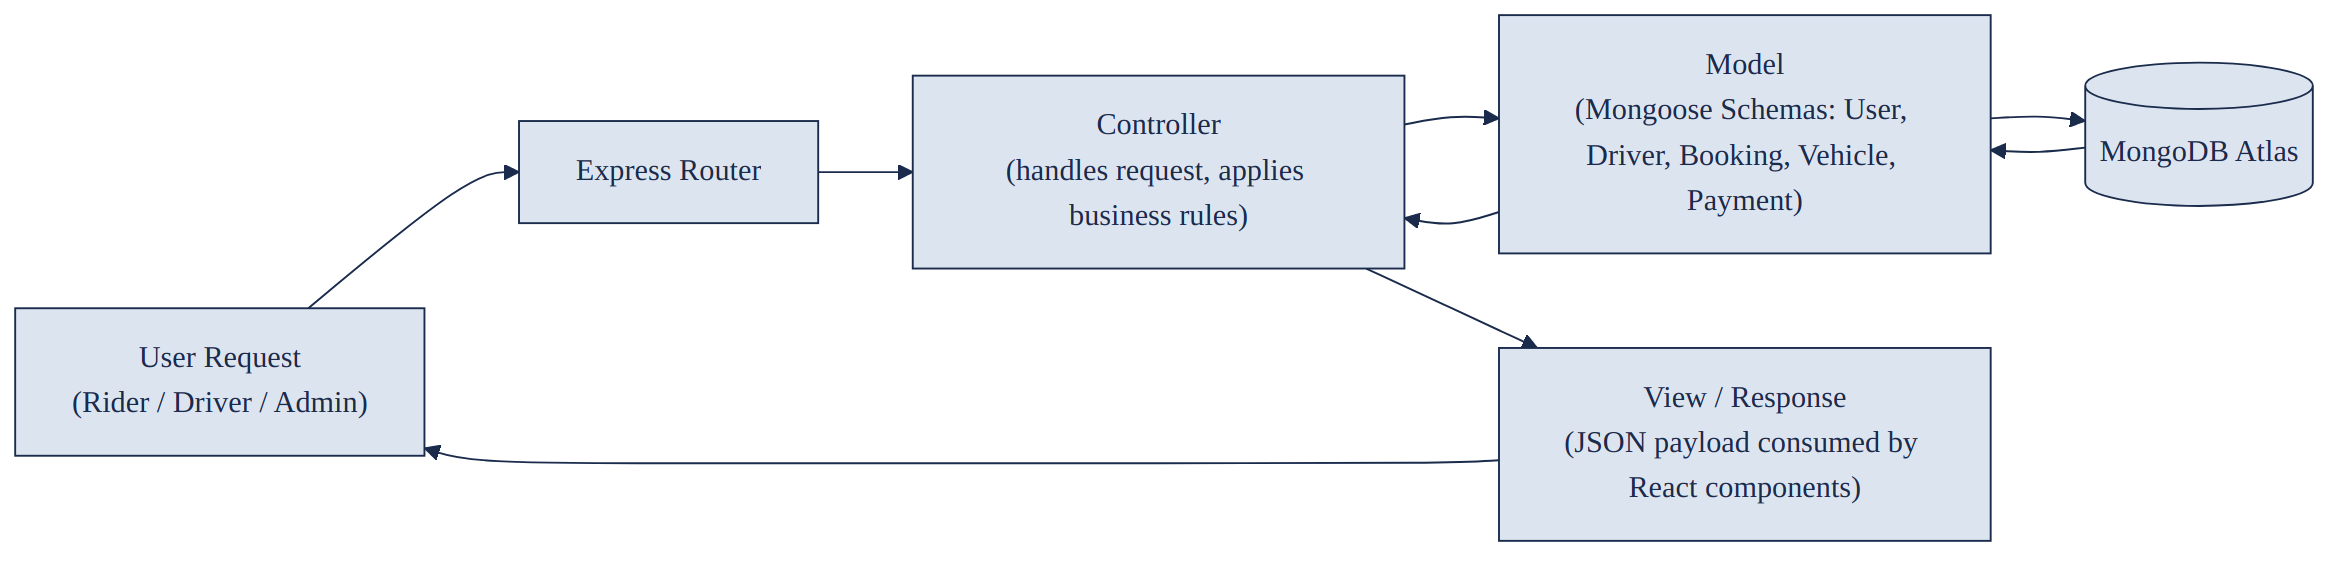 User Request
(Rider / Driver / Admin)
Express Router
Controller
(handles request, applies
business rules)
Model
(Mongoose Schemas: User,
Driver, Booking, Vehicle,
Payment)
MongoDB Atlas
View / Response
(JSON payload consumed by
React components)